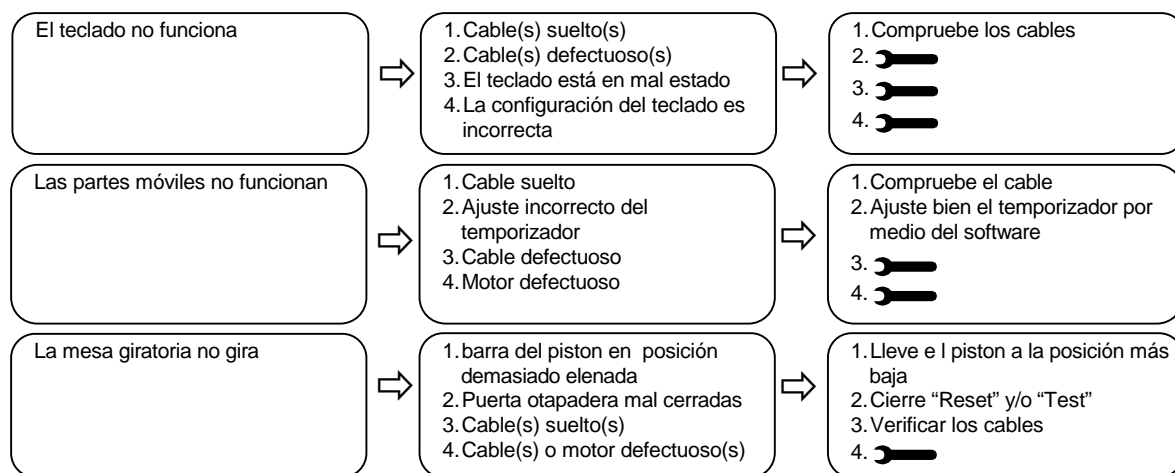 El teclado no funciona
1.Cable(s) suelto(s)
2.Cable(s) defectuoso(s)
3.El teclado está en mal estado
4.La configuración del teclado es
incorrecta
1.Compruebe los cables
2.
3.
4.
Las partes móviles no funcionan
1.Cable suelto
2.Ajuste incorrecto del
temporizador
3.Cable defectuoso
4.Motor defectuoso
1.Compruebe el cable
2.Ajuste bien el temporizador por
medio del software
3.
4.
La mesa giratoria no gira
1.barra del piston en posición
demasiado elenada
2.Puerta otapadera mal cerradas
3.Cable(s) suelto(s)
4.Cable(s) o motor defectuoso(s)
1.Lleve e l piston a la posición más
baja
2.Cierre “Reset” y/o “Test”
3.Verificar los cables
4.